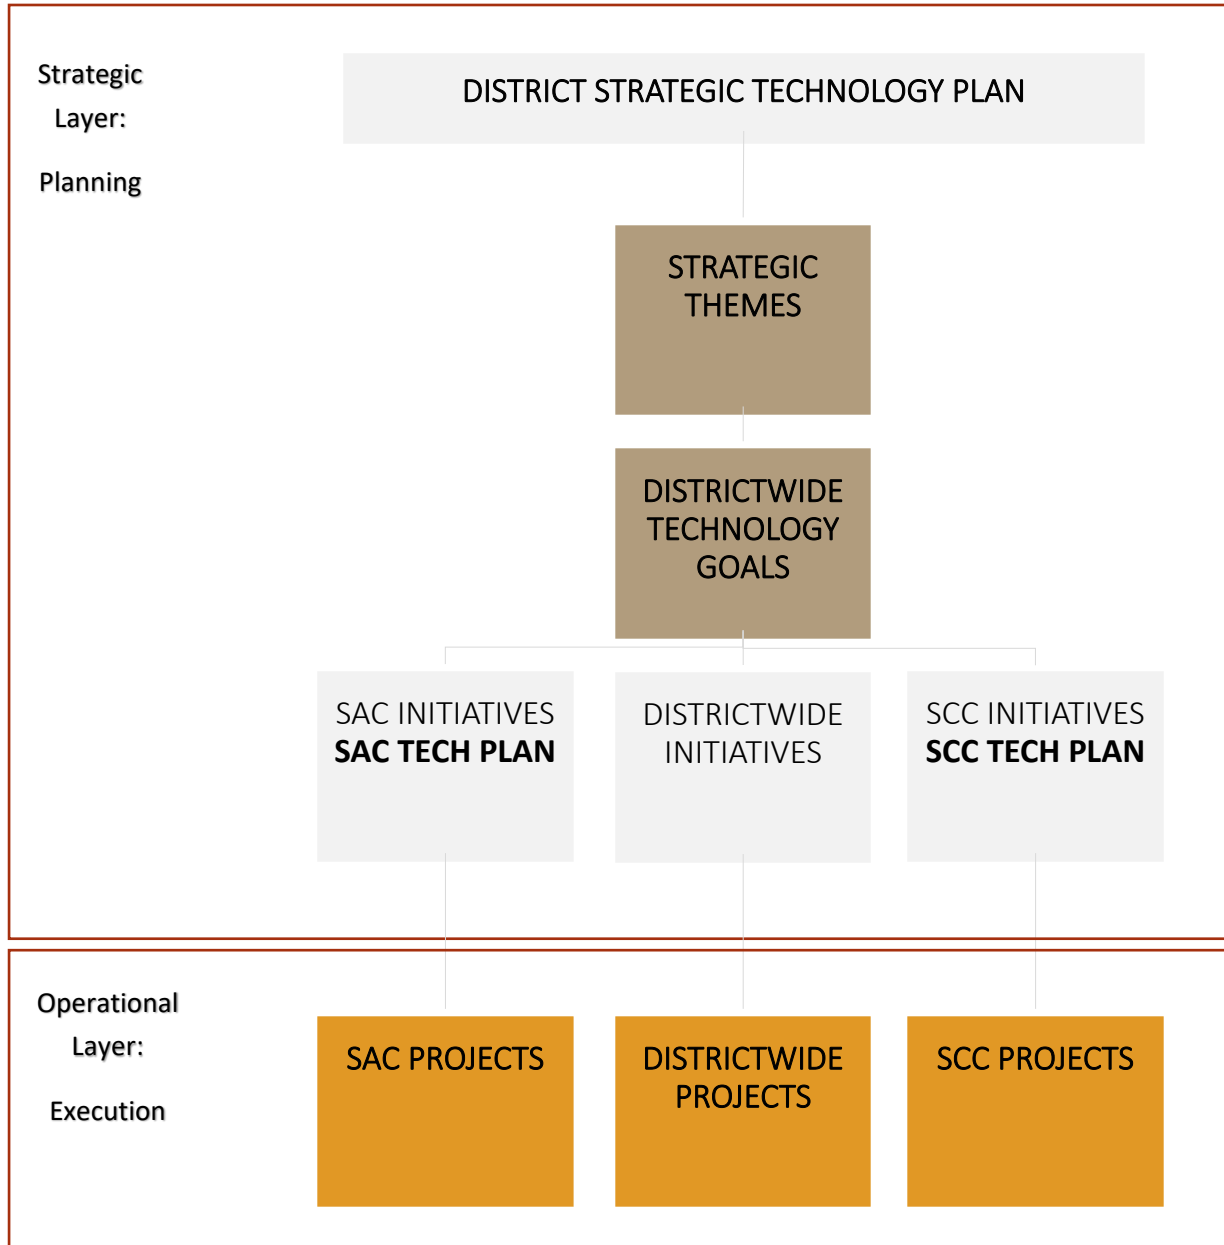 Strategic
Layer:
Planning
DISTRICT STRATEGIC TECHNOLOGY PLAN
STRATEGIC
THEMES
DISTRICTWIDE
TECHNOLOGY
GOALS
SAC INITIATIVES
SAC TECH PLAN
DISTRICTWIDE
INITIATIVES
SCC INITIATIVES
SCC TECH PLAN
Operational
Layer:
Execution
SAC PROJECTS
DISTRICTWIDE
PROJECTS
SCC PROJECTS